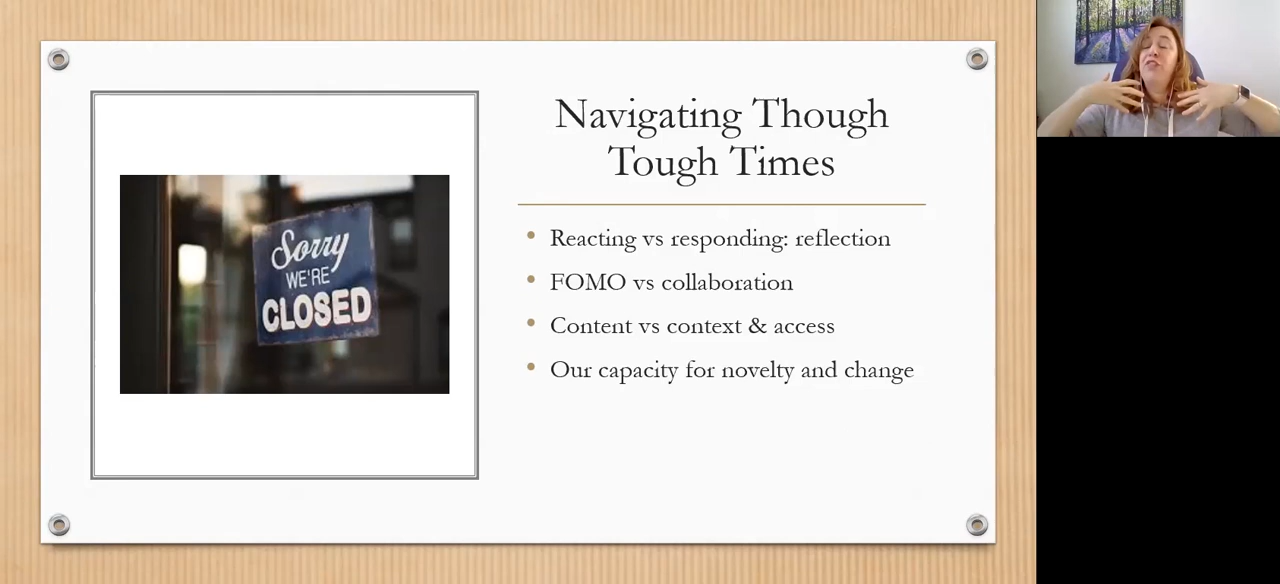 Sorry
WE'RE
CLOSED
Navigating Though
Tough Times
Reacting vs responding: reflection
FOMO vs collaboration
Content vs context & access
Our capacity for novelty and change